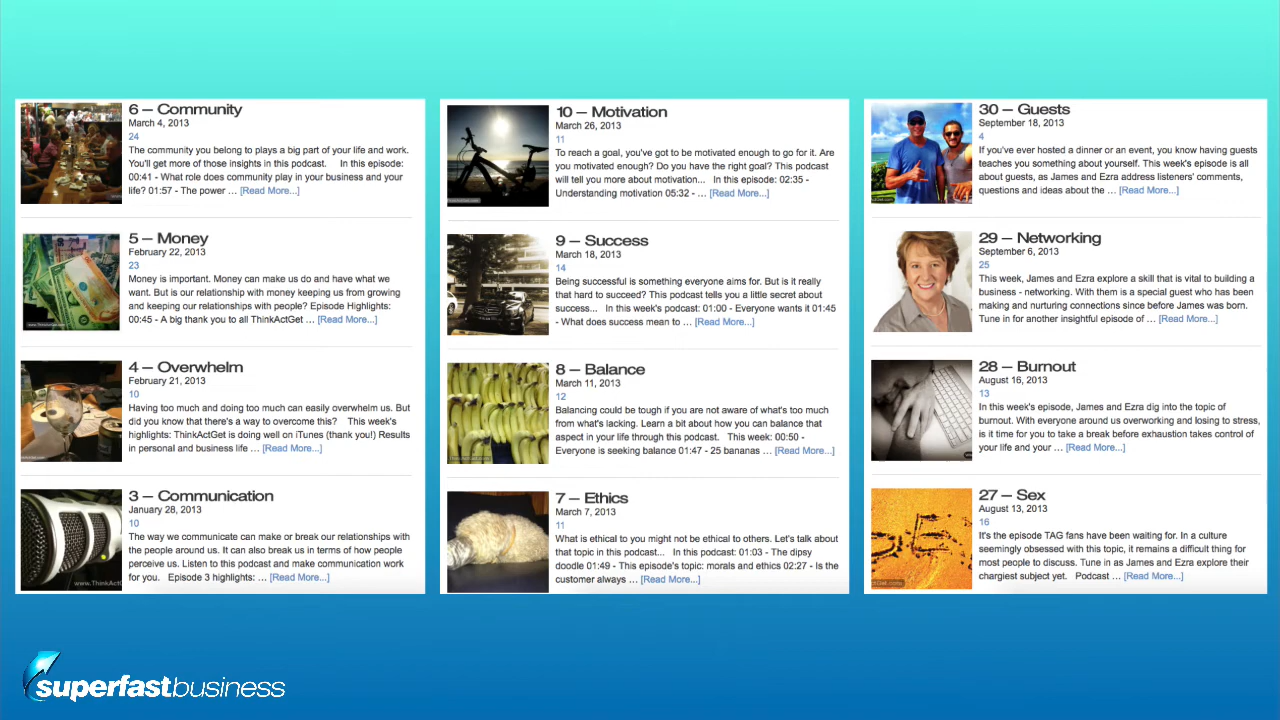 6 – Community
March 4, 2013
24
The community you belong to plays a big part of your life and work.
You'll get more of those insights in this podcast. In this episode:
00:41 - What role does community play in your business and your
life? 01:57 - The power ... [Read More...]
5 – Money
February 22, 2013
23
Money is important. Money can make us do and have what we
want. But is our relationship with money keeping us from growing
and keeping our relationships with people? Episode Highlights:
00:45 - A big thank you to all ThinkActGet ... [Read More...]
4 – Overwhelm
February 21, 2013
10
Having too much and doing too much can easily overwhelm us. But
did you know that there's a way to overcome this? This week's
highlights: ThinkActGet is doing well on iTunes (thank you!) Results
in personal and business life ... [Read More...]
3 – Communication
January 28, 2013
10
The way we communicate can make or break our relationships with
the people around us. It can also break us in terms of how people
perceive us. Listen to this podcast and make communication work
for you. Episode 3 highlights: ... [Read More...]
www.ThinkActG
10 – Motivation
March 26, 2013
11
To reach a goal, you've got to be motivated enough to go for it. Are
you motivated enough? Do you have the right goal? This podcast
will tell you more about motivation... In this episode: 02:35 -
Understanding motivation 05:32 - ... [Read More...]
9 – Success
March 18, 2013
14
Being successful is something everyone aims for. But is it really
that hard to succeed? This podcast tells you a little secret about
success... In this week's podcast: 01:00 - Everyone wants it 01:45
- What does success mean to ... [Read More...]
8 – Balance
March 11, 2013
12
Balancing could be tough if you are not aware of what's too much
from what's lacking. Learn a bit about how you can balance that
aspect in your life through this podcast. This week: 00:50 -
Everyone is seeking balance 01:47 - 25 bananas ... [Read More...]
7 – Ethics
March 7, 2013
11
What is ethical to you might not be ethical to others. Let's talk about
that topic in this podcast... In this podcast: 01:03 - The dipsy
doodle 01:49 - This episode's topic: morals and ethics 02:27 - Is the
customer always ... [Read More...]
30 – Guests
September 18, 2013
4
If you've ever hosted a dinner or an event, you know having guests
teaches you something about yourself. This week's episode is all
about guests, as James and Ezra address listeners' comments,
questions and ideas about the ... [Read More...]
29 – Networking
September 6, 2013
25
This week, James and Ezra explore a skill that is vital to building a
business - networking. With them is a special guest who has been
making and nurturing connections since before James was born.
Tune in for another insightful episode of ... [Read More...]
28 – Burnout
August 16, 2013
13
In this week's episode, James and Ezra dig into the topic of
burnout. With everyone around us overworking and losing to stress,
is it time for you to take a break before exhaustion takes control of
your life and your ... [Read More...]
27 – Sex
August 13, 2013
16
It's the episode TAG fans have been waiting for. In a culture
seemingly obsessed with this topic, it remains a difficult thing for
most people to discuss. Tune in as James and Ezra explore their
chargiest subject yet. Podcast ... [Read More...]
superfastbusiness